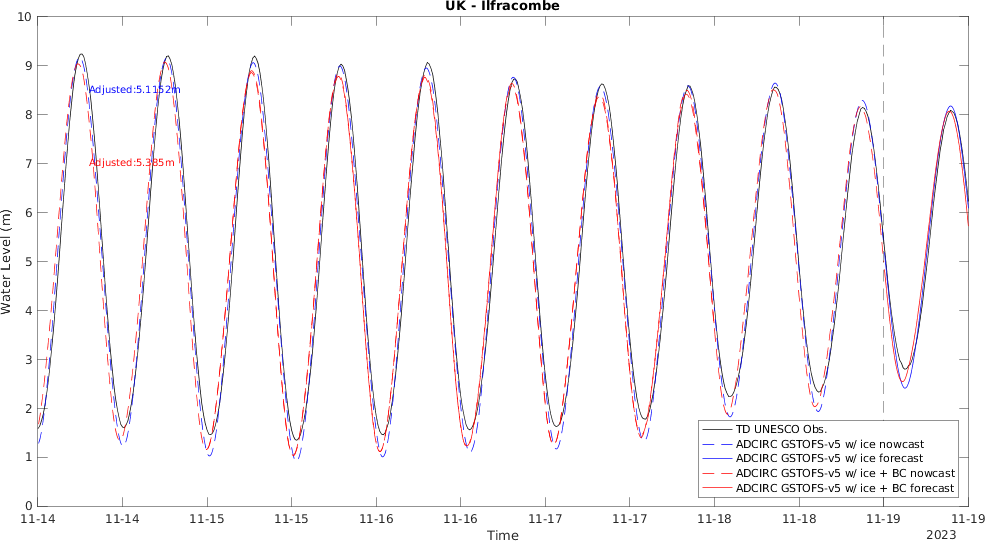 UK - Ilfracombe
10
9
8
7
6
5
4
3
2
1
0
Water Level (m)
Adjusted:5.1152m
Adjusted:5.385m
TD UNESCO Obs.
ADCIRC GSTOFS-v5 w/ ice nowcast
ADCIRC GSTOFS-v5 w/ ice forecast
ADCIRC GSTOFS-v5 w/ ice + BC nowcast
ADCIRC GSTOFS-v5 w/ ice + BC forecast
11-14 11-14 11-15 11-15 11-16 11-16 11-17 11-17 11-18 11-18 11-19 11-19
Time
2023